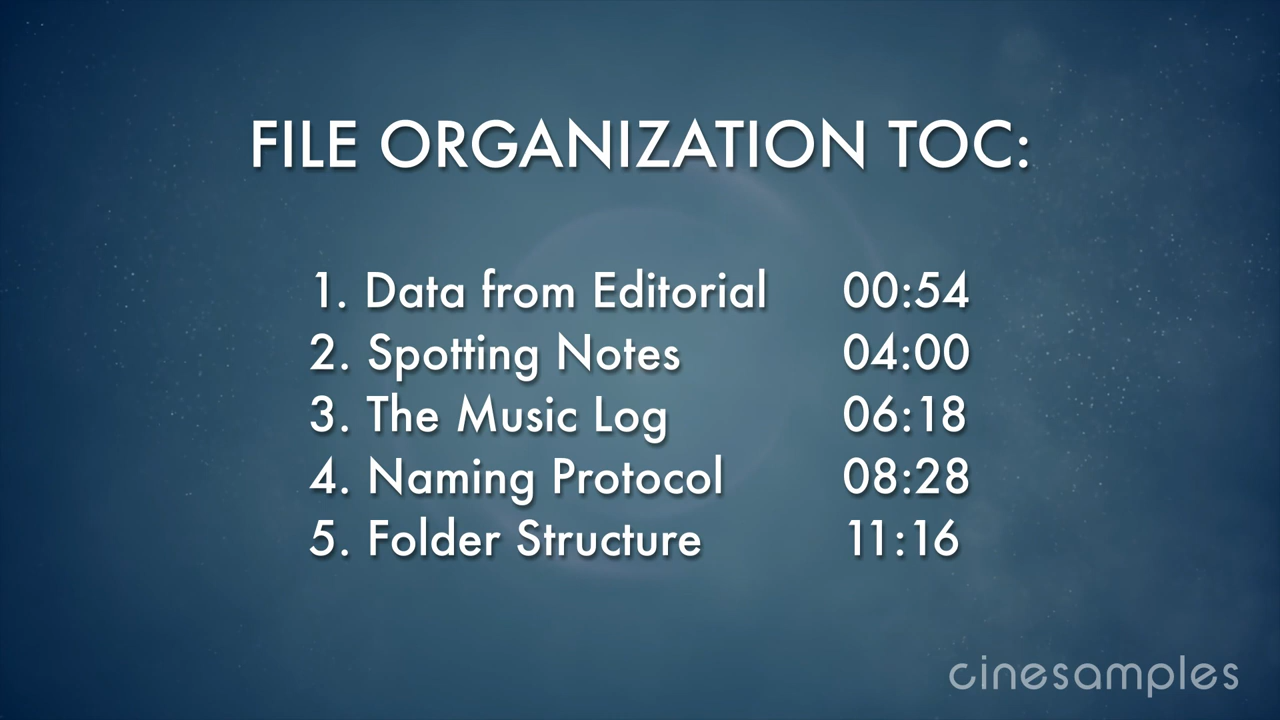 FILE ORGANIZATION TOC:
1. Data from Editorial 00:54
2. Spotting Notes 04:00
3. The Music Log 06:18
4. Naming Protocol 08:28
5. Folder Structure 11:16
cinesamples